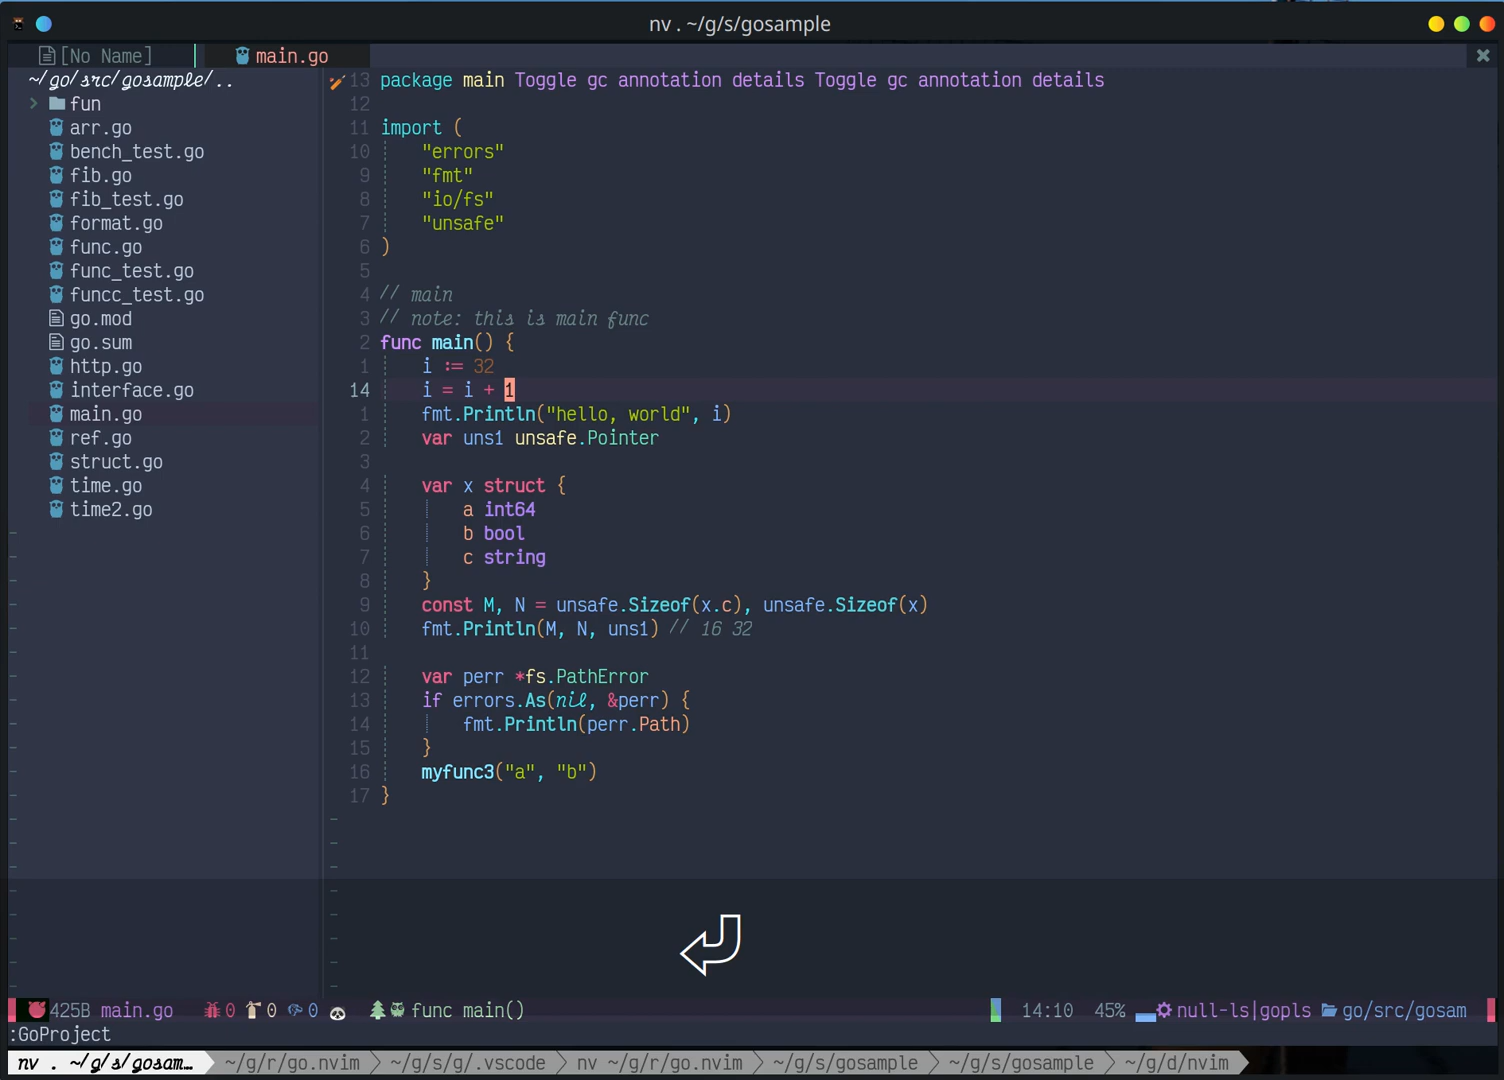 nv . ~/g/s/gosample
[No Name] main.go
~/go/src/gosample/..
fun
arr.go
bench_test.go
fib.go
fib_test.go
format.go
func.go
func_test.go
funcc_test.go
go.mod
go.sum
http.go
interface.go
main.go
ref.go
struct.go
time.go
time2.go
13 package main Toggle gc annotation details Toggle gc annotation details
12
11 import (
10 "errors"
9 "fmt"
8 "io/fs"
7 "unsafe"
6 )
5
4 // main
3 // note: this is main func
2 func main() {
1 i := 32
14 i = i + 1
1 fmt.Println("hello, world", i)
2 var uns1 unsafe.Pointer
3
4 var x struct {
5 a int64
6 b bool
7 c string
8 }
9 const M, N = unsafe.Sizeof(x.c), unsafe.Sizeof(x)
10 fmt.Println(M, N, uns1) // 16 32
11
12 var perr *fs.PathError
13 if errors.As(nil, &perr) {
14 fmt.Println(perr.Path)
15 }
16 myfunc3("a", "b")
17 }
425B main.go 0 0 0 func main() 14:10 45% null-ls|gopls go/src/gosam
:GoProject
nv . ~/g/s/gosam… ~/g/r/go.nvim ~/g/s/g/.vscode nv ~/g/r/go.nvim ~/g/s/gosample ~/g/s/gosample ~/g/d/nvim